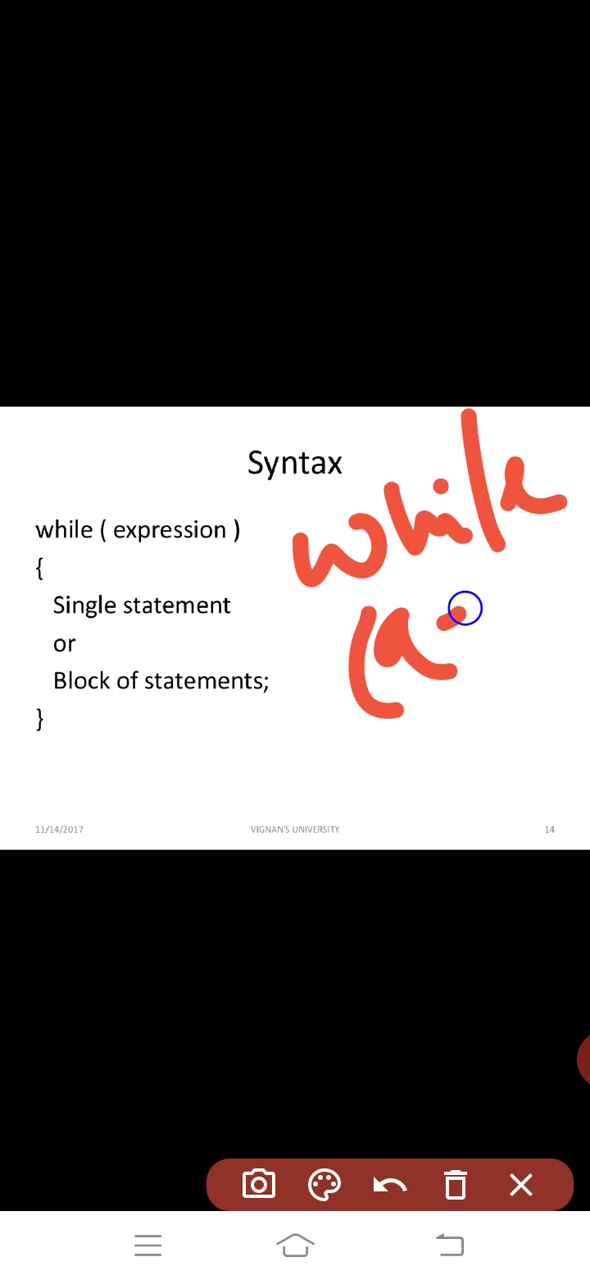 Syntax
while ( expression )
{
Single statement
or
Block of statements;
}
while
(a
11/14/2017 VIGNAN'S UNIVERSITY 14